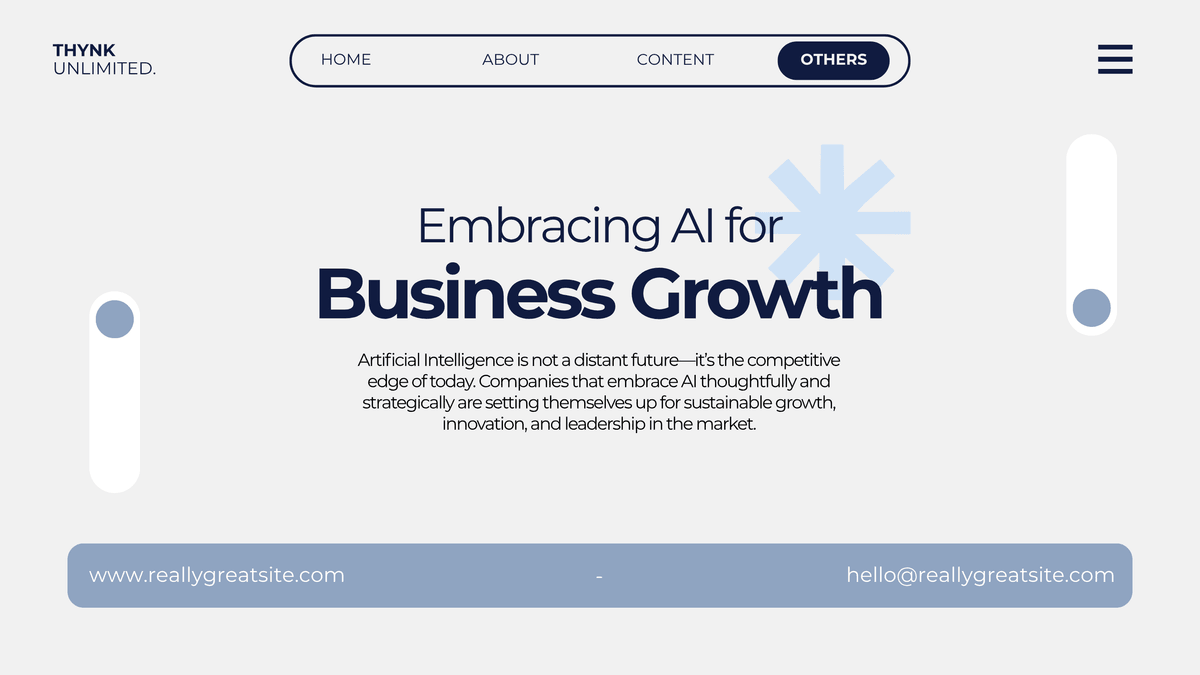 THYNK
UNLIMITED.
HOME ABOUT CONTENT OTHERS
Embracing AI for
Business Growth
Artificial Intelligence is not a distant future—it's the competitive
edge of today. Companies that embrace AI thoughtfully and
strategically are setting themselves up for sustainable growth,
innovation, and leadership in the market.
www.reallygreatsite.com - hello@reallygreatsite.com